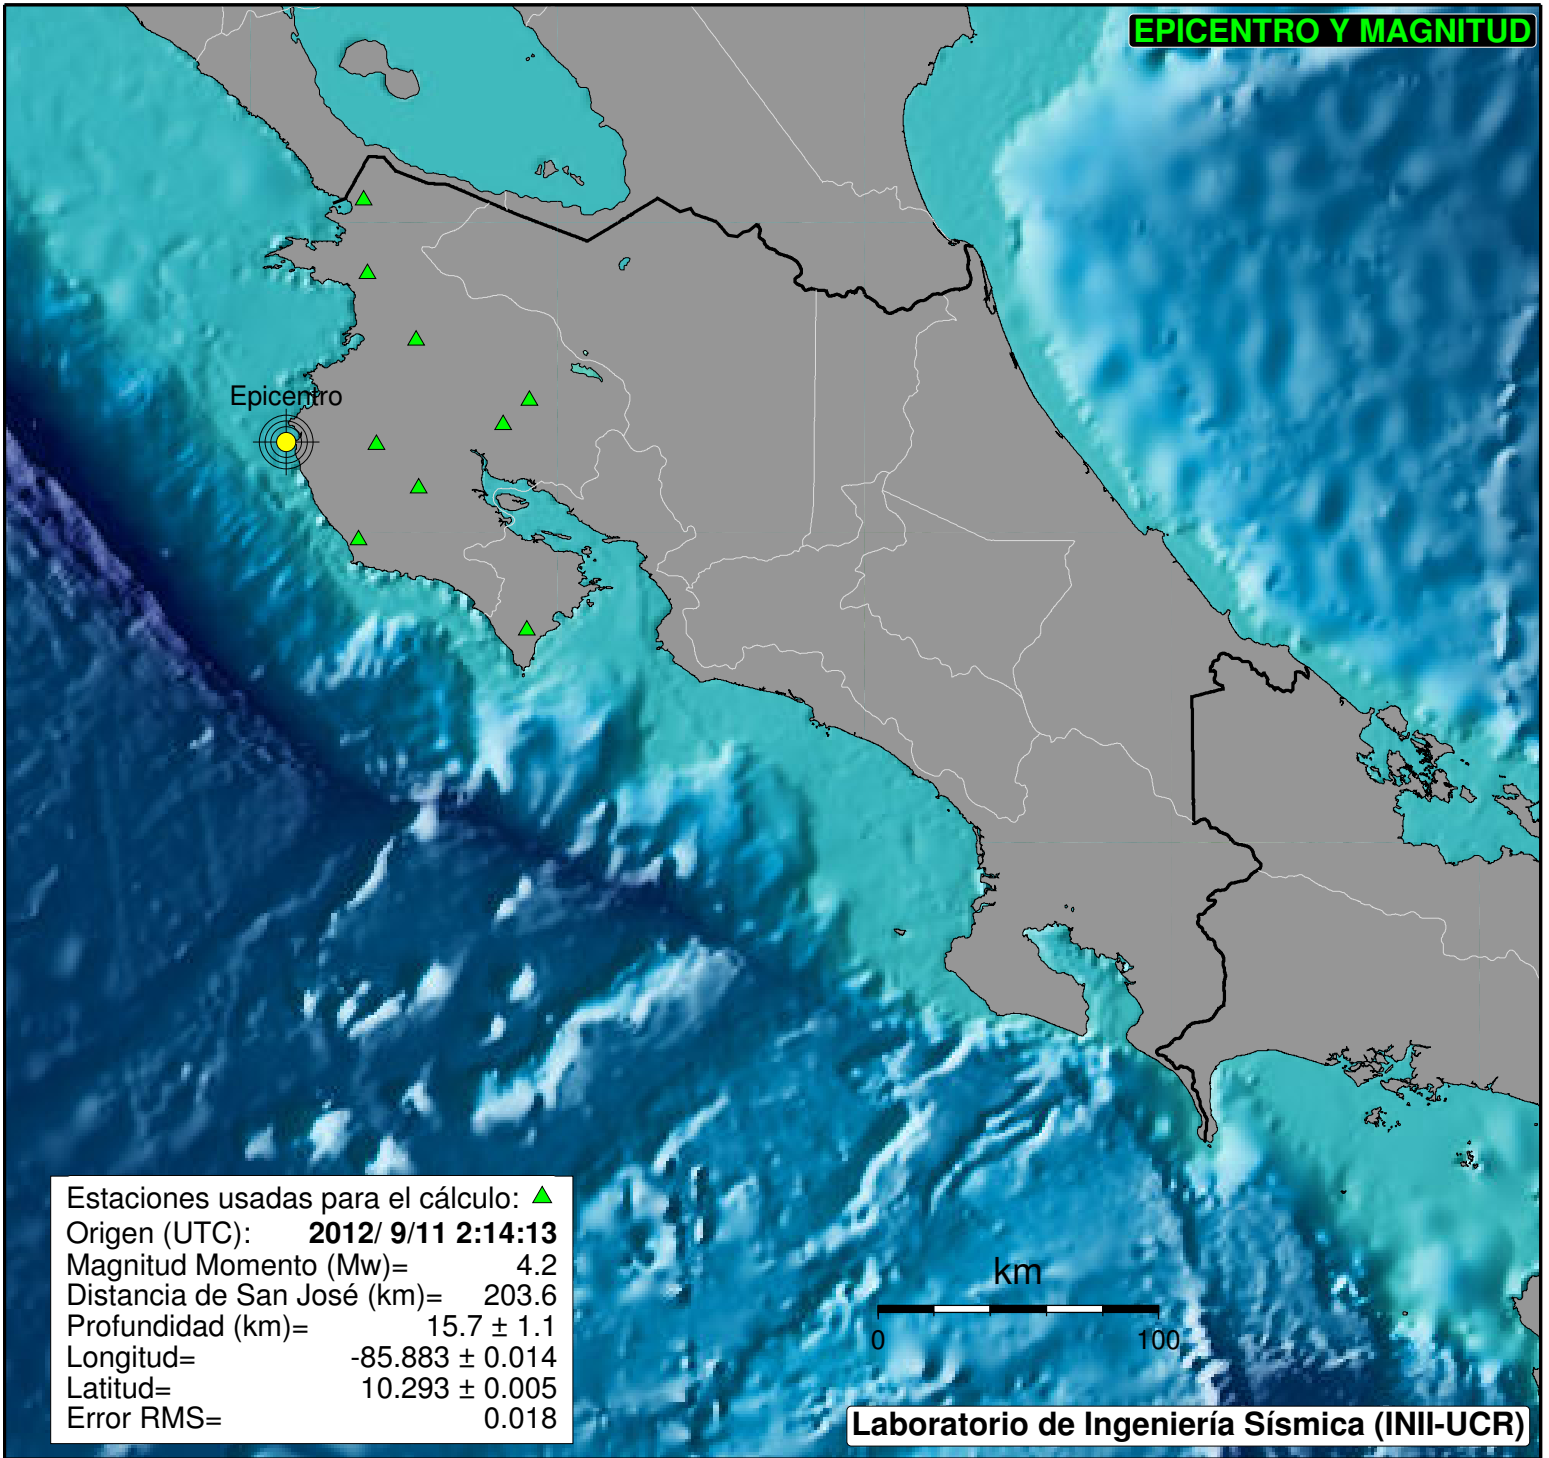 EPICENTRO Y MAGNITUD
Epicentro
Estaciones usadas para el cálculo:
Origen (UTC): 2012/ 9/11 2:14:13
Magnitud Momento (Mw)= 4.2
Distancia de San José (km)= 203.6
Profundidad (km)= 15.7 ± 1.1
Longitud= -85.883 ± 0.014
Latitud= 10.293 ± 0.005
Error RMS= 0.018
km
0 100
Laboratorio de Ingeniería Sísmica (INII-UCR)